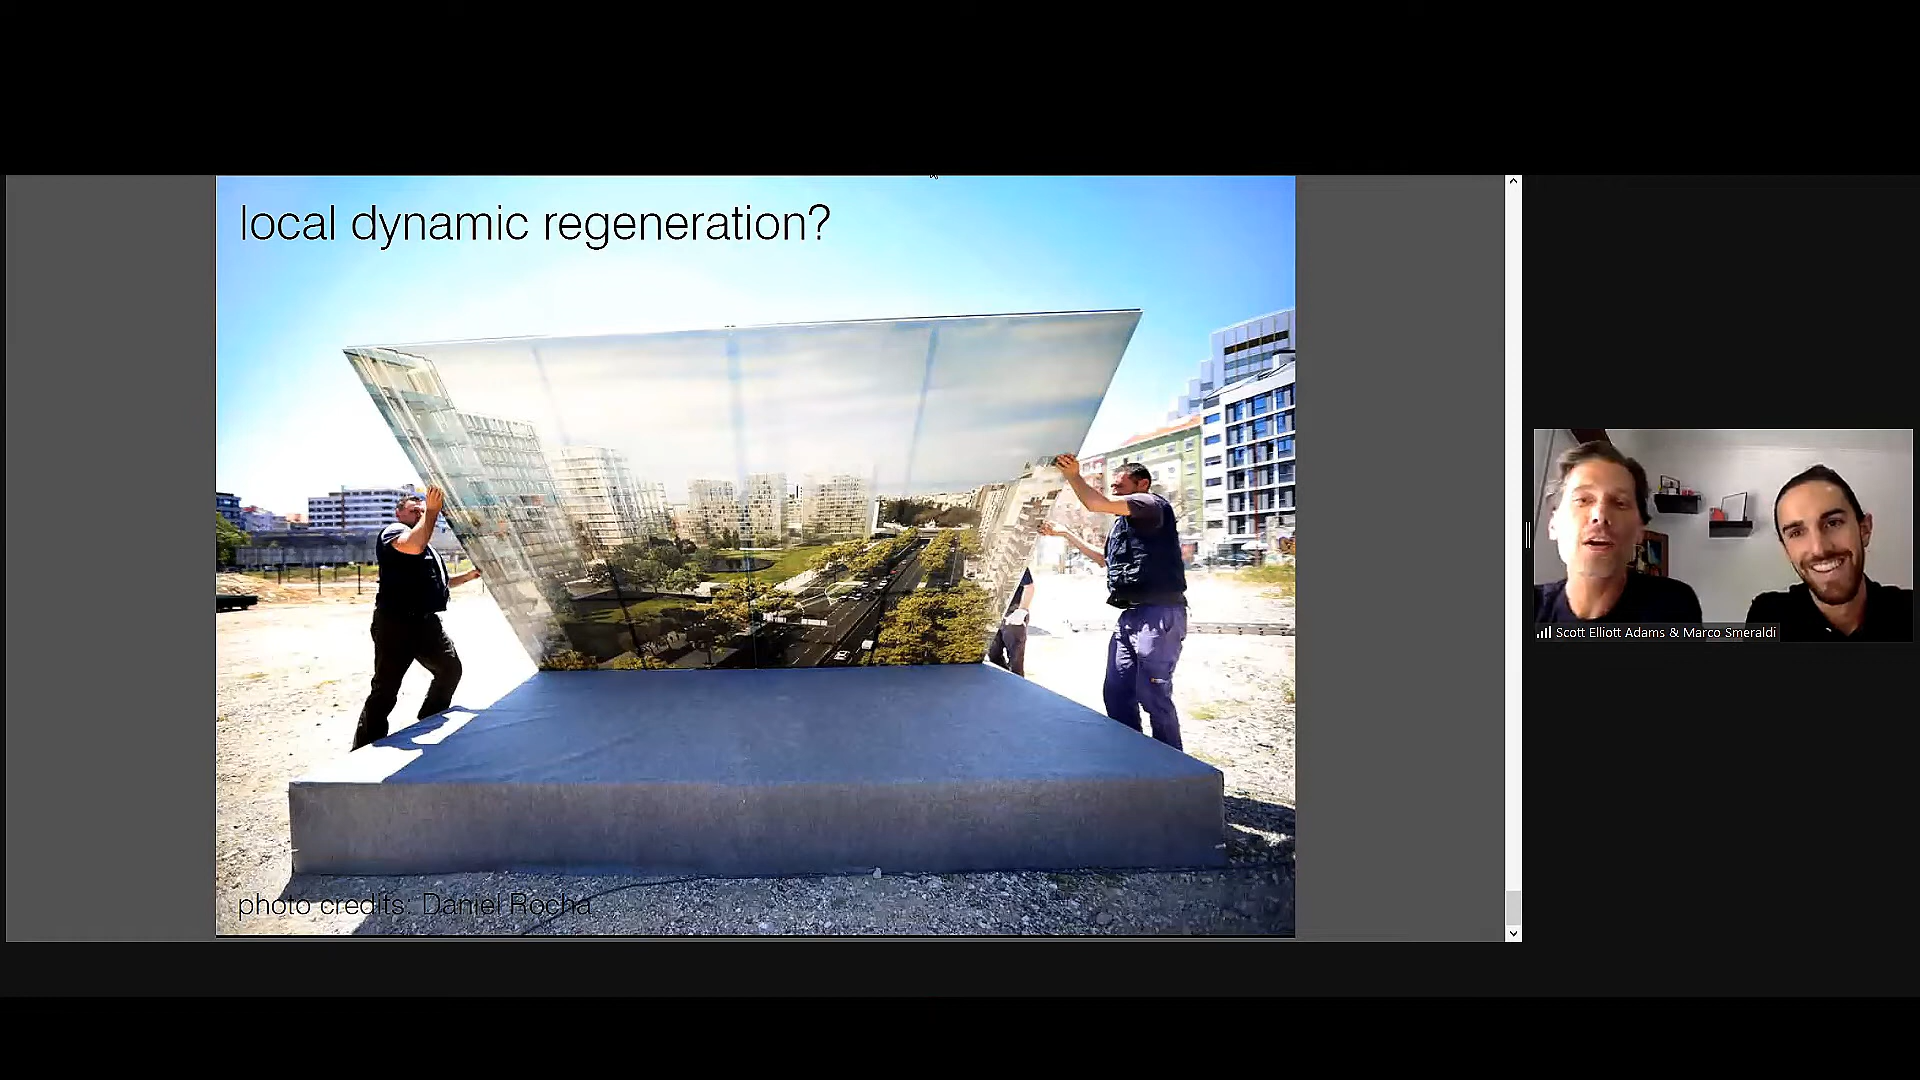 local dynamic regeneration?
photo credits: Daniel Rocha
Scott Elliott Adams & Marco Smeraldi